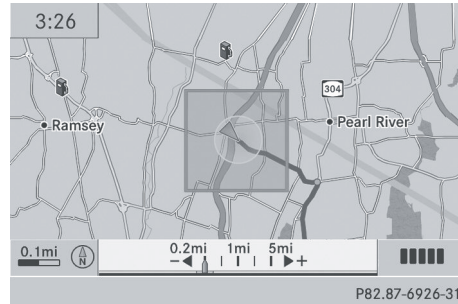 3:26
304
Ramsey
Pearl River
0.1mi
N
0.2mi 1mi 5mi
− +
P82.87-6926-31